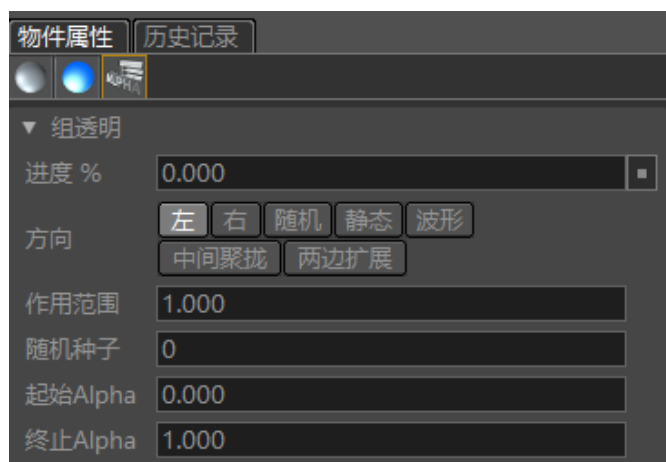 物件属性 历史记录
ALPHA
▼ 组透明
进度 % 0.000
方向 左 右 随机 静态 波形
中间聚拢 两边扩展
作用范围 1.000
随机种子 0
起始Alpha 0.000
终止Alpha 1.000